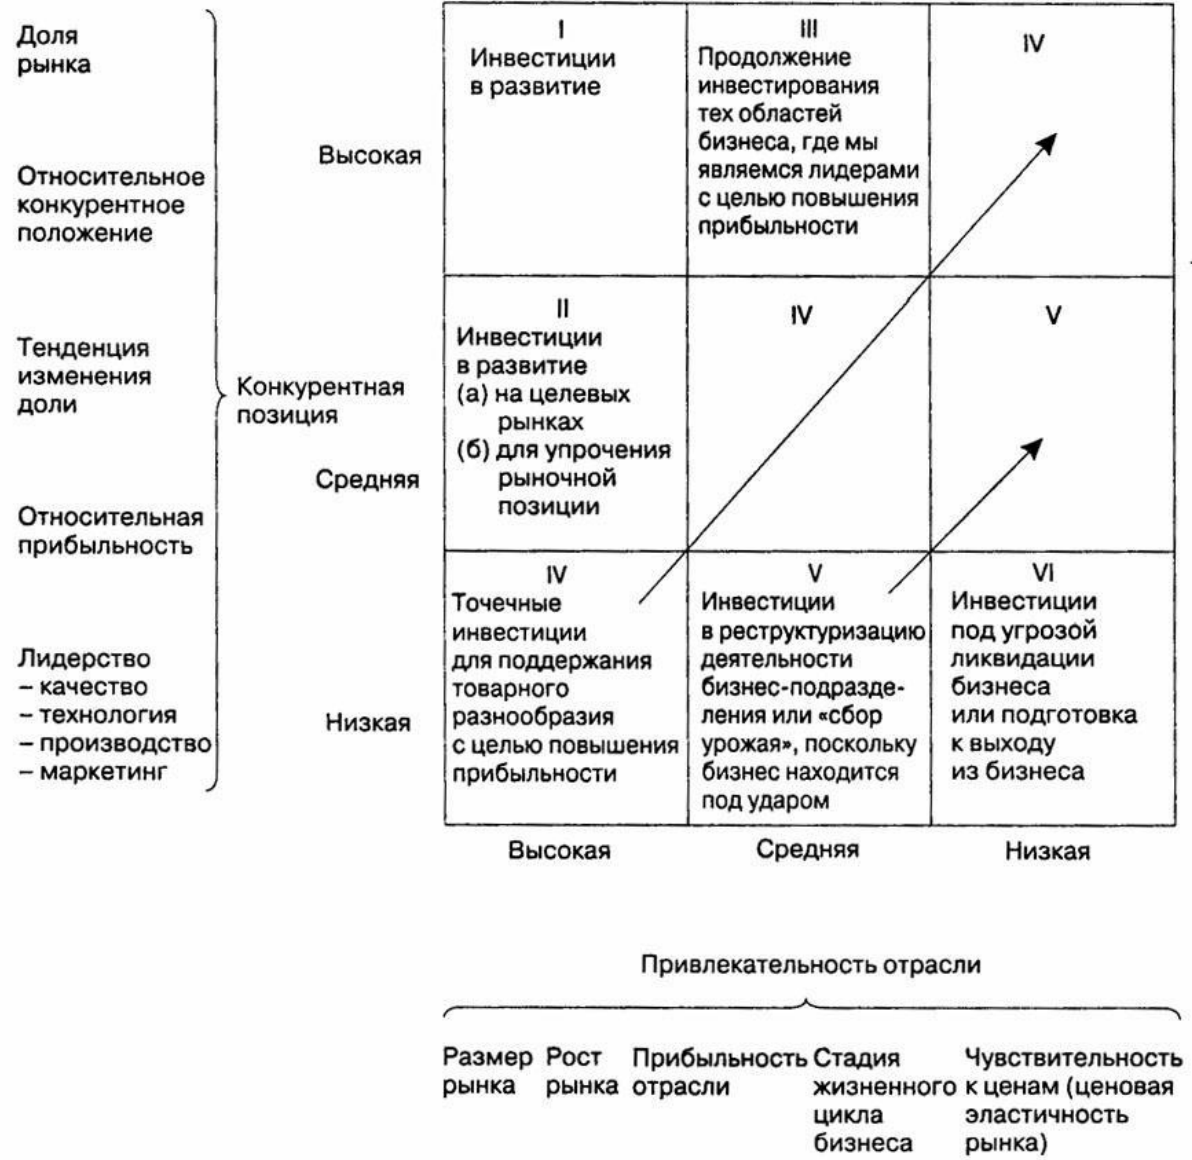 Доля
рынка
Относительное
конкурентное
положение
Тенденция
изменения
доли
Относительная
прибыльность
Лидерство
– качество
– технология
– производство
– маркетинг
Конкурентная
позиция
Высокая
Средняя
Низкая
I
Инвестиции
в развитие
III
Продолжение
инвестирования
тех областей
бизнеса, где мы
являемся лидерами
с целью повышения
прибыльности
IV
II
Инвестиции
в развитие
(а) на целевых
рынках
(б) для упрочения
рыночной
позиции
IV
V
IV
Точечные
инвестиции
для поддержания
товарного
разнообразия
с целью повышения
прибыльности
V
Инвестиции
в реструктуризацию
деятельности
бизнес-подразде-
ления или «сбор
урожая», поскольку
бизнес находится
под ударом
VI
Инвестиции
под угрозой
ликвидации
бизнеса
или подготовка
к выходу
из бизнеса
Высокая
Средняя
Низкая
Привлекательность отрасли
Размер
рынка
Рост
рынка
Прибыльность
отрасли
Стадия
жизненного
цикла
бизнеса
Чувствительность
к ценам (ценовая
эластичность
рынка)